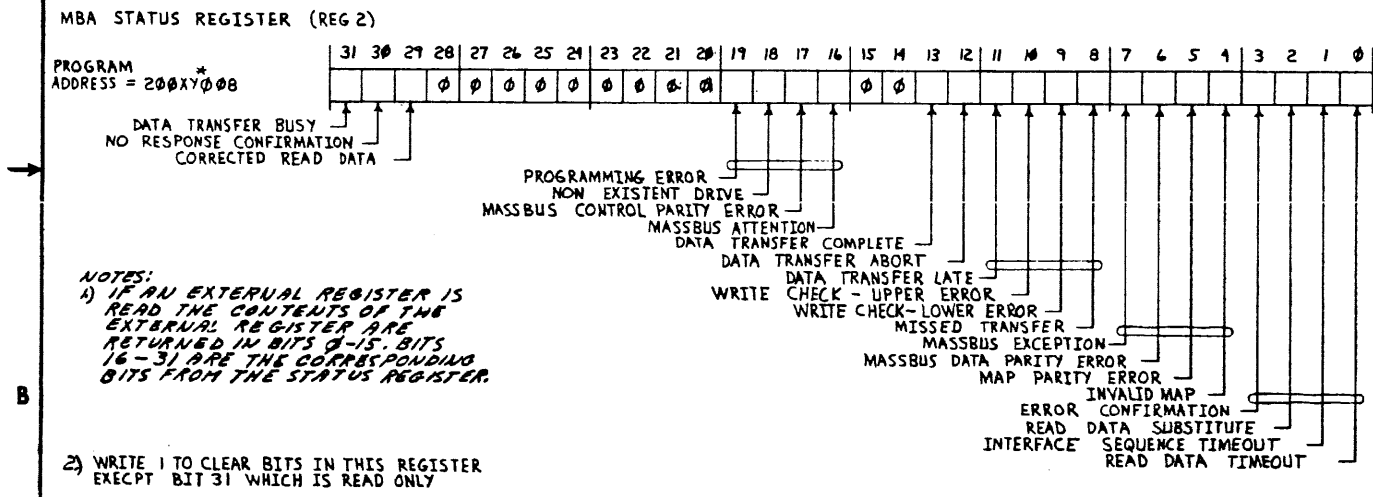 MBA STATUS REGISTER (REG 2)
31 30 29 28 27 26 25 24 23 22 21 20 19 18 17 16 15 14 13 12 11 10 9 8 7 6 5 4 3 2 1 0
PROGRAM
ADDRESS = 200XY*008
0 0 0 0 0 0 0 0 0 0 0
DATA TRANSFER BUSY
NO RESPONSE CONFIRMATION
CORRECTED READ DATA
PROGRAMMING ERROR
NON EXISTENT DRIVE
MASSBUS CONTROL PARITY ERROR
MASSBUS ATTENTION
DATA TRANSFER COMPLETE
DATA TRANSFER ABORT
DATA TRANSFER LATE
WRITE CHECK - UPPER ERROR
WRITE CHECK-LOWER ERROR
MISSED TRANSFER
MASSBUS EXCEPTION
MASSBUS DATA PARITY ERROR
MAP PARITY ERROR
INVALID MAP
ERROR CONFIRMATION
READ DATA SUBSTITUTE
INTERFACE SEQUENCE TIMEOUT
READ DATA TIMEOUT
NOTES:
1) IF AN EXTERNAL REGISTER IS
READ THE CONTENTS OF THE
EXTERNAL REGISTER ARE
RETURNED IN BITS 0-15. BITS
16-31 ARE THE CORRESPONDING
BITS FROM THE STATUS REGISTER.
B
2) WRITE 1 TO CLEAR BITS IN THIS REGISTER
EXECPT BIT 31 WHICH IS READ ONLY